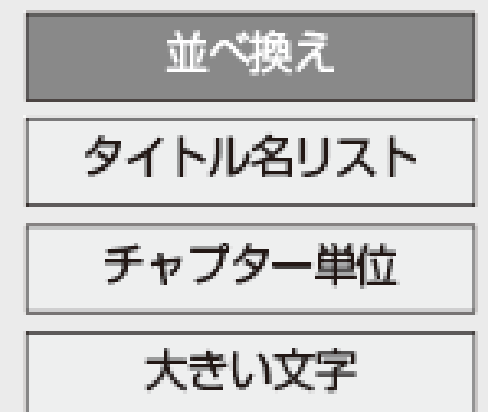 並べ換え
タイトル名リスト
チャプター単位
大きい文字